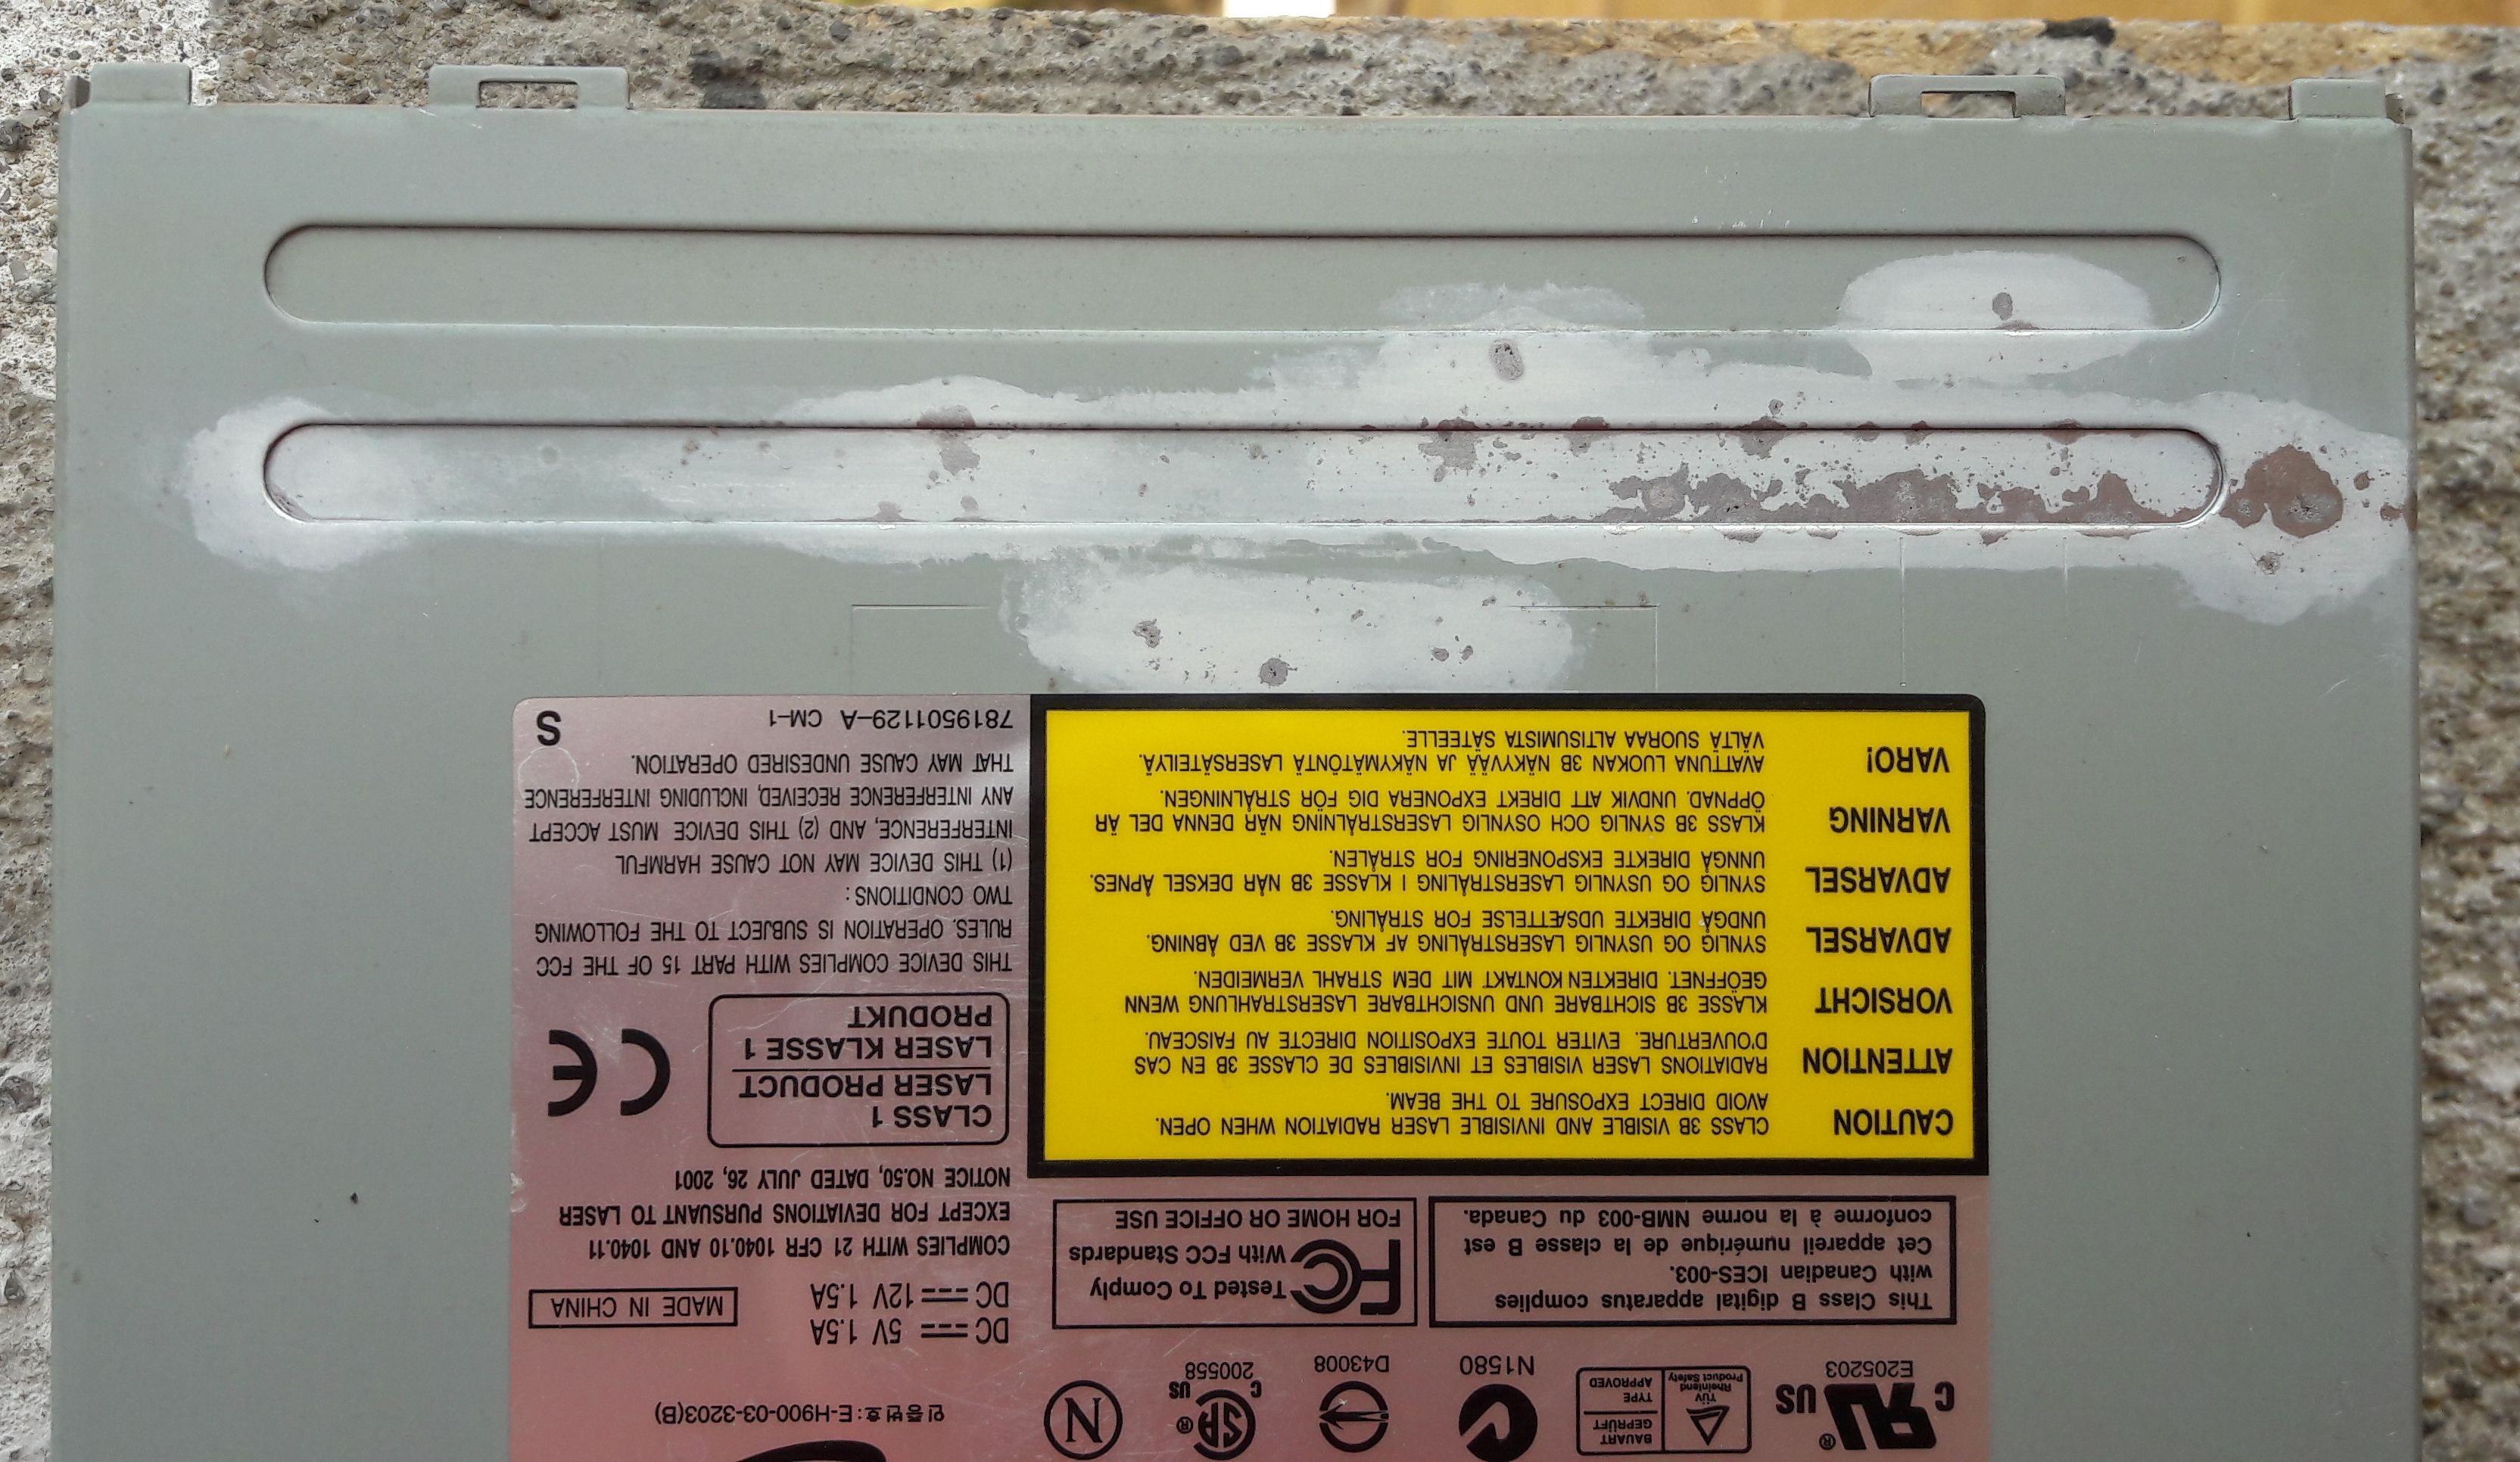 c UL US ®
E205203
BAUART
GEPRÜFT
TYPE
APPROVED
TÜV
Rheinland
Product Safety
N1580
D43008
C SA ® US
200558
N
인증번호:E-H900-03-3203(B)
This Class B digital apparatus complies
with Canadian ICES-003.
Cet appareil numérique de la classe B est
conforme à la norme NMB-003 du Canada.
FC Tested To Comply
With FCC Standards
FOR HOME OR OFFICE USE
DC 5V 1.5A
DC 12V 1.5A
MADE IN CHINA
COMPLIES WITH 21 CFR 1040.10 AND 1040.11
EXCEPT FOR DEVIATIONS PURSUANT TO LASER
NOTICE NO.50, DATED JULY 26, 2001
CAUTION
CLASS 3B VISIBLE AND INVISIBLE LASER RADIATION WHEN OPEN.
AVOID DIRECT EXPOSURE TO THE BEAM.
ATTENTION
RADIATIONS LASER VISIBLES ET INVISIBLES DE CLASSE 3B EN CAS
D'OUVERTURE. EVITER TOUTE EXPOSITION DIRECTE AU FAISCEAU.
VORSICHT
KLASSE 3B SICHTBARE UND UNSICHTBARE LASERSTRAHLUNG WENN
GEÖFFNET. DIREKTEN KONTAKT MIT DEM STRAHL VERMEIDEN.
ADVARSEL
SYNLIG OG USYNLIG LASERSTRÅLING AF KLASSE 3B VED ÅBNING.
UNDGÅ DIREKTE UDSÆTTELSE FOR STRÅLING.
ADVARSEL
SYNLIG OG USYNLIG LASERSTRÅLING I KLASSE 3B NÅR DEKSEL ÅPNES.
UNNGÅ DIREKTE EKSPONERING FOR STRÅLEN.
VARNING
KLASS 3B SYNLIG OCH OSYNLIG LASERSTRÅLNING NÄR DENNA DEL ÄR
ÖPPNAD. UNDVIK ATT DIREKT EXPONERA DIG FÖR STRÅLNINGEN.
VARO!
AVATTUNA LUOKAN 3B NÄKYVÄÄ JA NÄKYMÄTÖNTÄ LASERSÄTEILYÄ.
VÄLTÄ SUORAA ALTISUMISTA SÄTEELLE.
CLASS 1
LASER PRODUCT
LASER KLASSE 1
PRODUKT
CE
THIS DEVICE COMPLIES WITH PART 15 OF THE FCC
RULES. OPERATION IS SUBJECT TO THE FOLLOWING
TWO CONDITIONS:
(1) THIS DEVICE MAY NOT CAUSE HARMFUL
INTERFERENCE, AND (2) THIS DEVICE MUST ACCEPT
ANY INTERFERENCE RECEIVED, INCLUDING INTERFERENCE
THAT MAY CAUSE UNDESIRED OPERATION.
7819501129-A CM-1
S